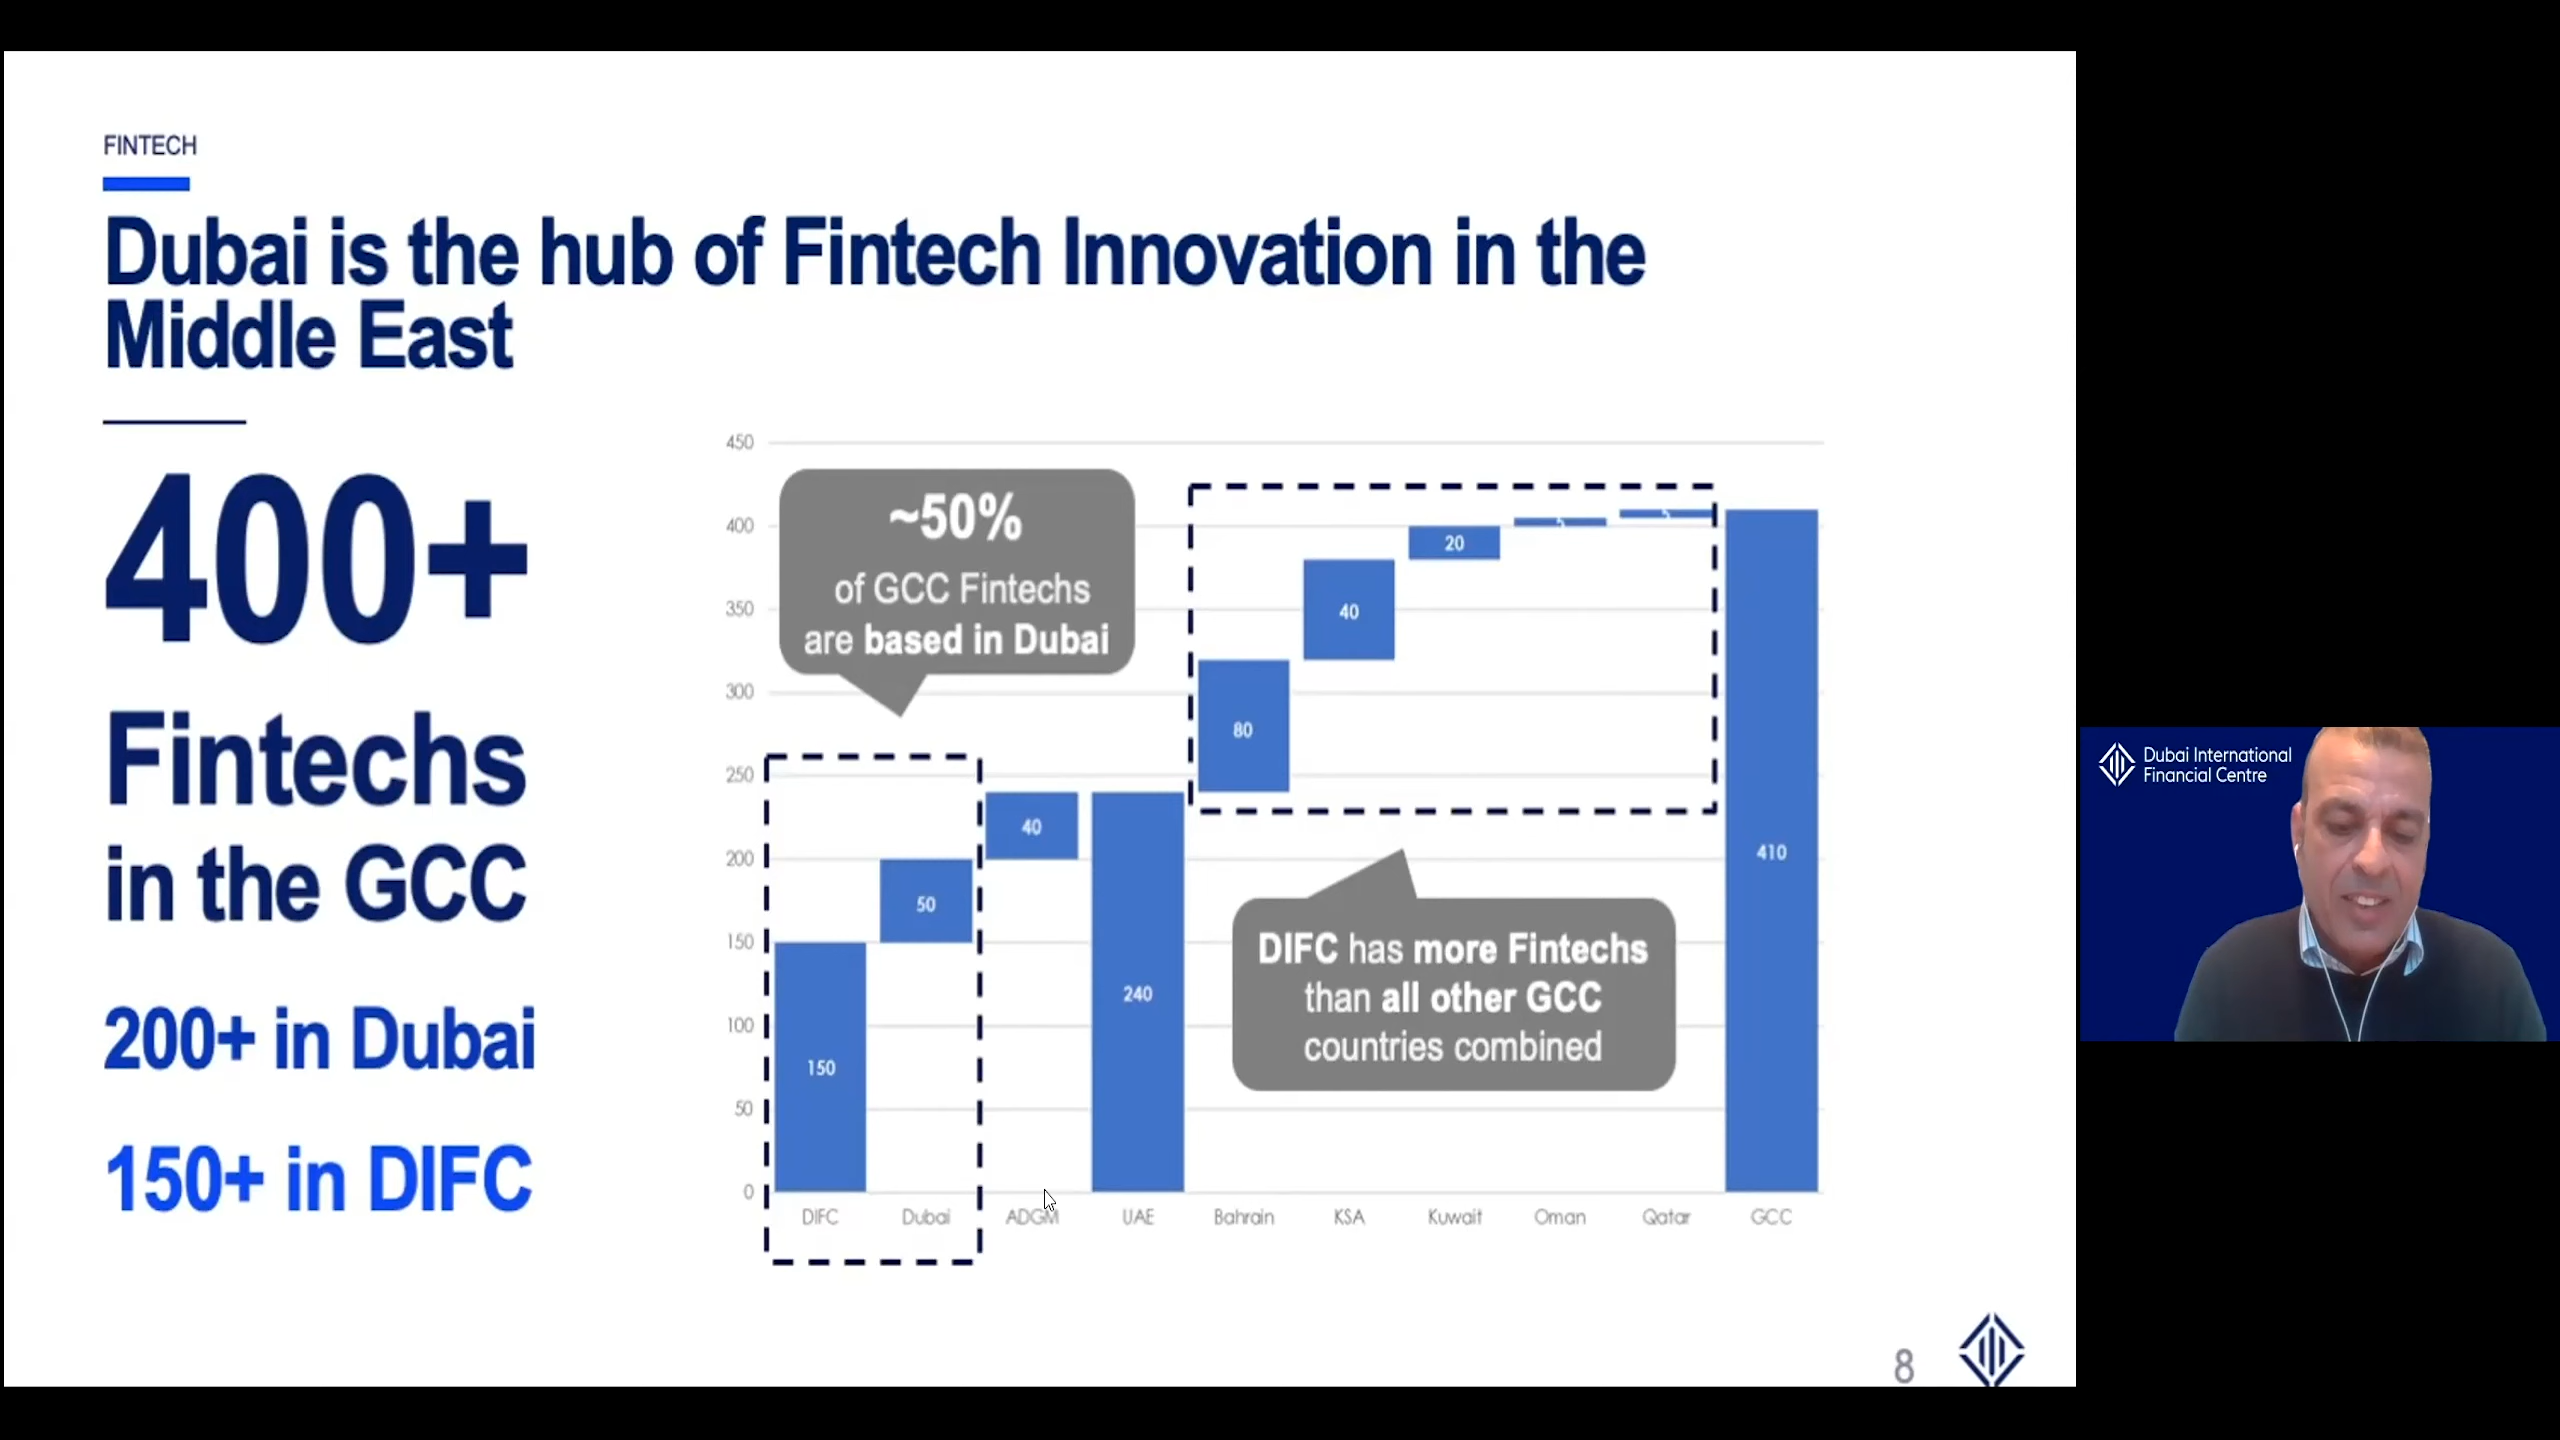 FINTECH
Dubai is the hub of Fintech Innovation in the
Middle East
400+
Fintechs
in the GCC
200+ in Dubai
150+ in DIFC
450
400
350
300
250
200
150
100
50
0
~50%
of GCC Fintechs
are based in Dubai
150
50
40
240
80
40
20
5
5
410
DIFC has more Fintechs
than all other GCC
countries combined
DIFC
Dubai
ADGM
UAE
Bahrain
KSA
Kuwait
Oman
Qatar
GCC
8
Dubai International
Financial Centre